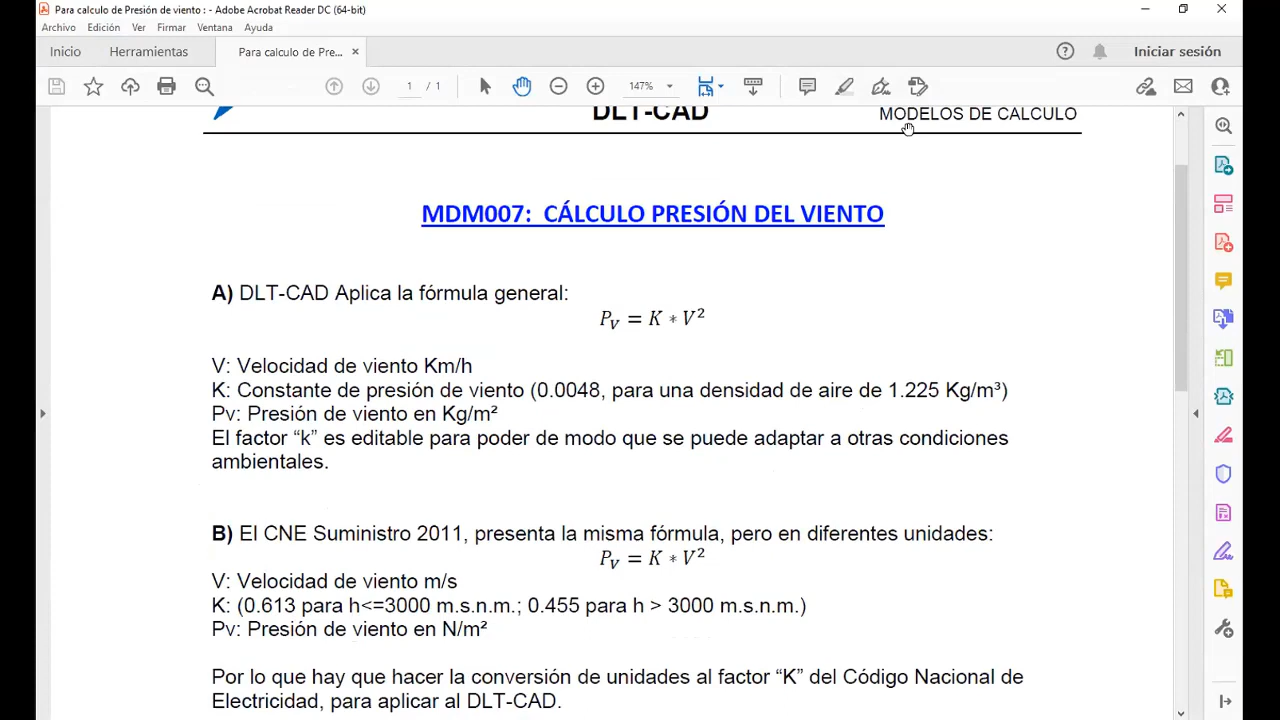 Para calculo de Presión de viento : - Adobe Acrobat Reader DC (64-bit)
Archivo Edición Ver Firmar Ventana Ayuda
Inicio Herramientas Para calculo de Pre... × Iniciar sesión
1 / 1 147%
DLT-CAD MODELOS DE CALCULO
MDM007: CÁLCULO PRESIÓN DEL VIENTO
A) DLT-CAD Aplica la fórmula general:
P_V = K ∗ V²
V: Velocidad de viento Km/h
K: Constante de presión de viento (0.0048, para una densidad de aire de 1.225 Kg/m³)
Pv: Presión de viento en Kg/m²
El factor “k” es editable para poder de modo que se puede adaptar a otras condiciones
ambientales.
B) El CNE Suministro 2011, presenta la misma fórmula, pero en diferentes unidades:
P_V = K ∗ V²
V: Velocidad de viento m/s
K: (0.613 para h<=3000 m.s.n.m.; 0.455 para h > 3000 m.s.n.m.)
Pv: Presión de viento en N/m²
Por lo que hay que hacer la conversión de unidades al factor “K” del Código Nacional de
Electricidad, para aplicar al DLT-CAD.